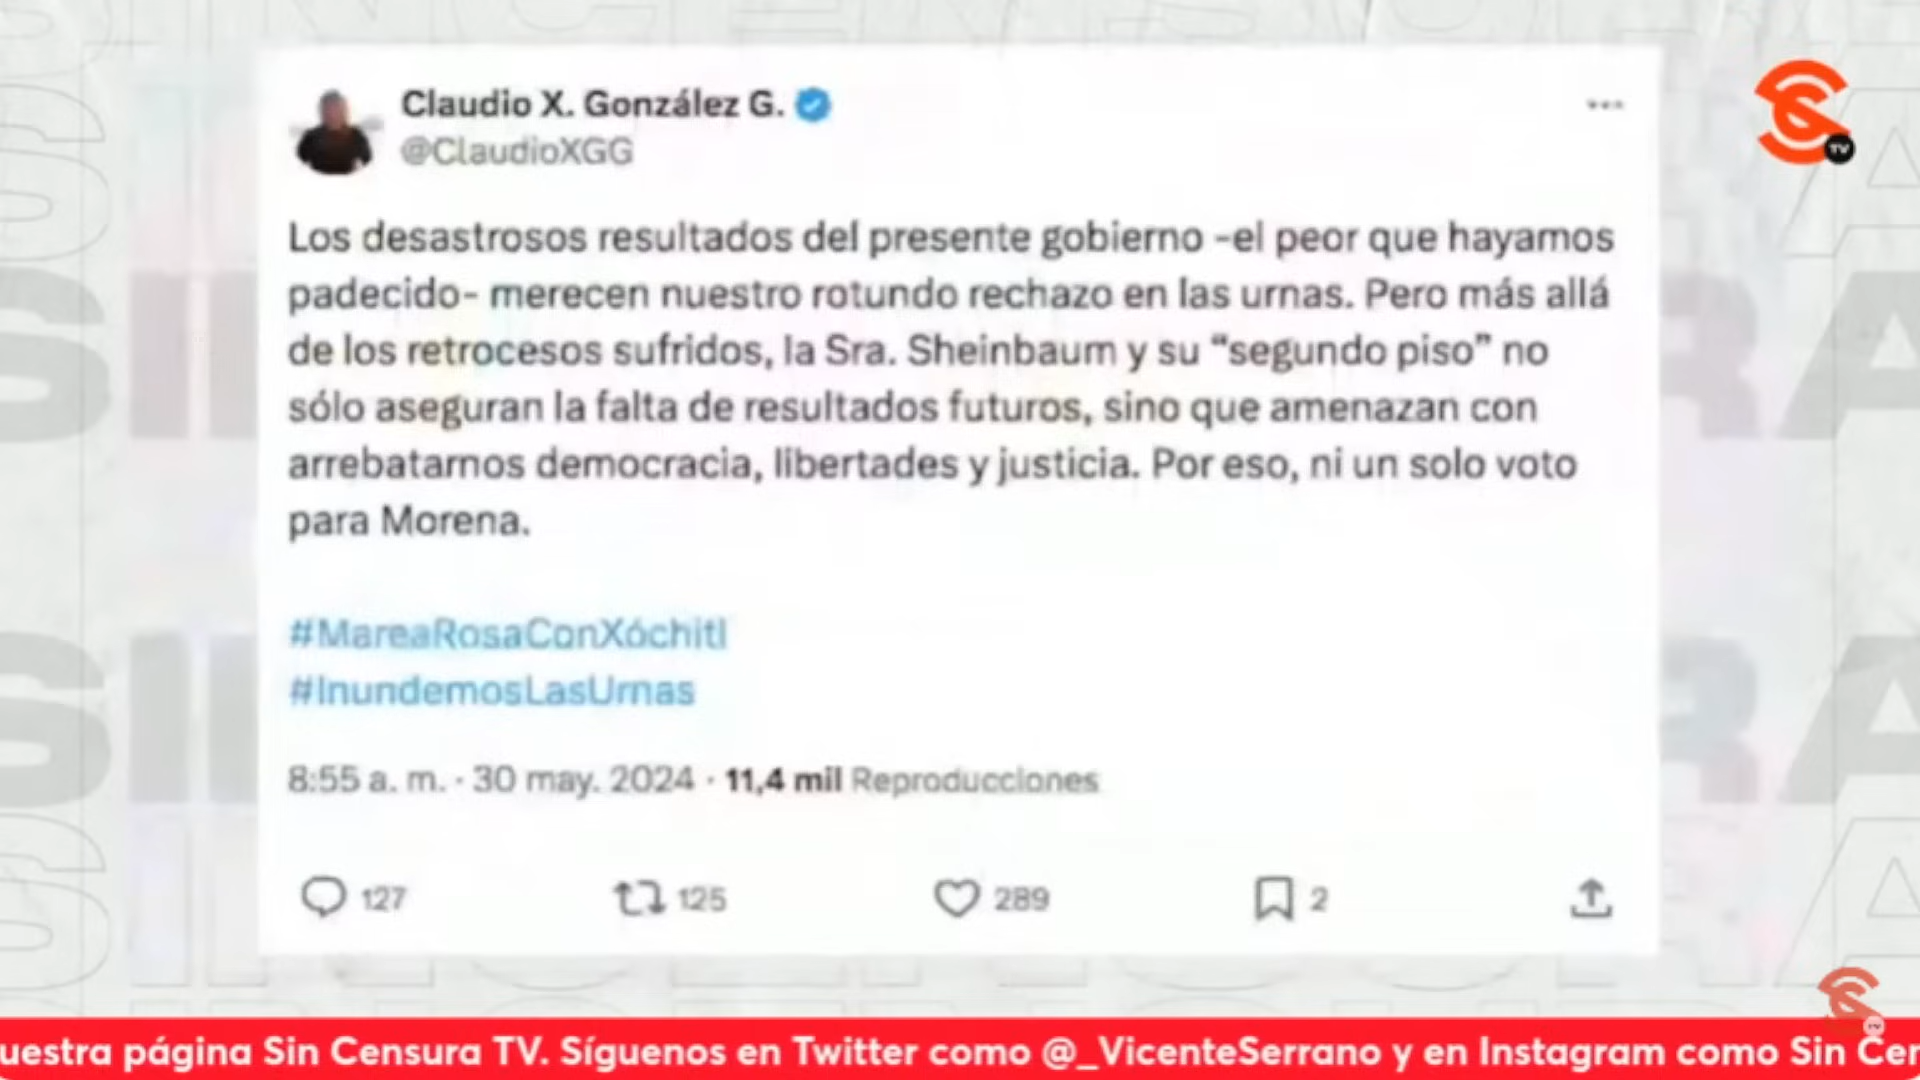 Claudio X. González G.
@ClaudioXGG
Los desastrosos resultados del presente gobierno -el peor que hayamos
padecido- merecen nuestro rotundo rechazo en las urnas. Pero más allá
de los retrocesos sufridos, la Sra. Sheinbaum y su “segundo piso” no
sólo aseguran la falta de resultados futuros, sino que amenazan con
arrebatarnos democracia, libertades y justicia. Por eso, ni un solo voto
para Morena.
#MareaRosaConXóchitl
#InundemosLasUrnas
8:55 a. m. · 30 may. 2024 · 11,4 mil Reproducciones
127 125 289 2
TV
uestra página Sin Censura TV. Síguenos en Twitter como @_VicenteSerrano y en Instagram como Sin Cen